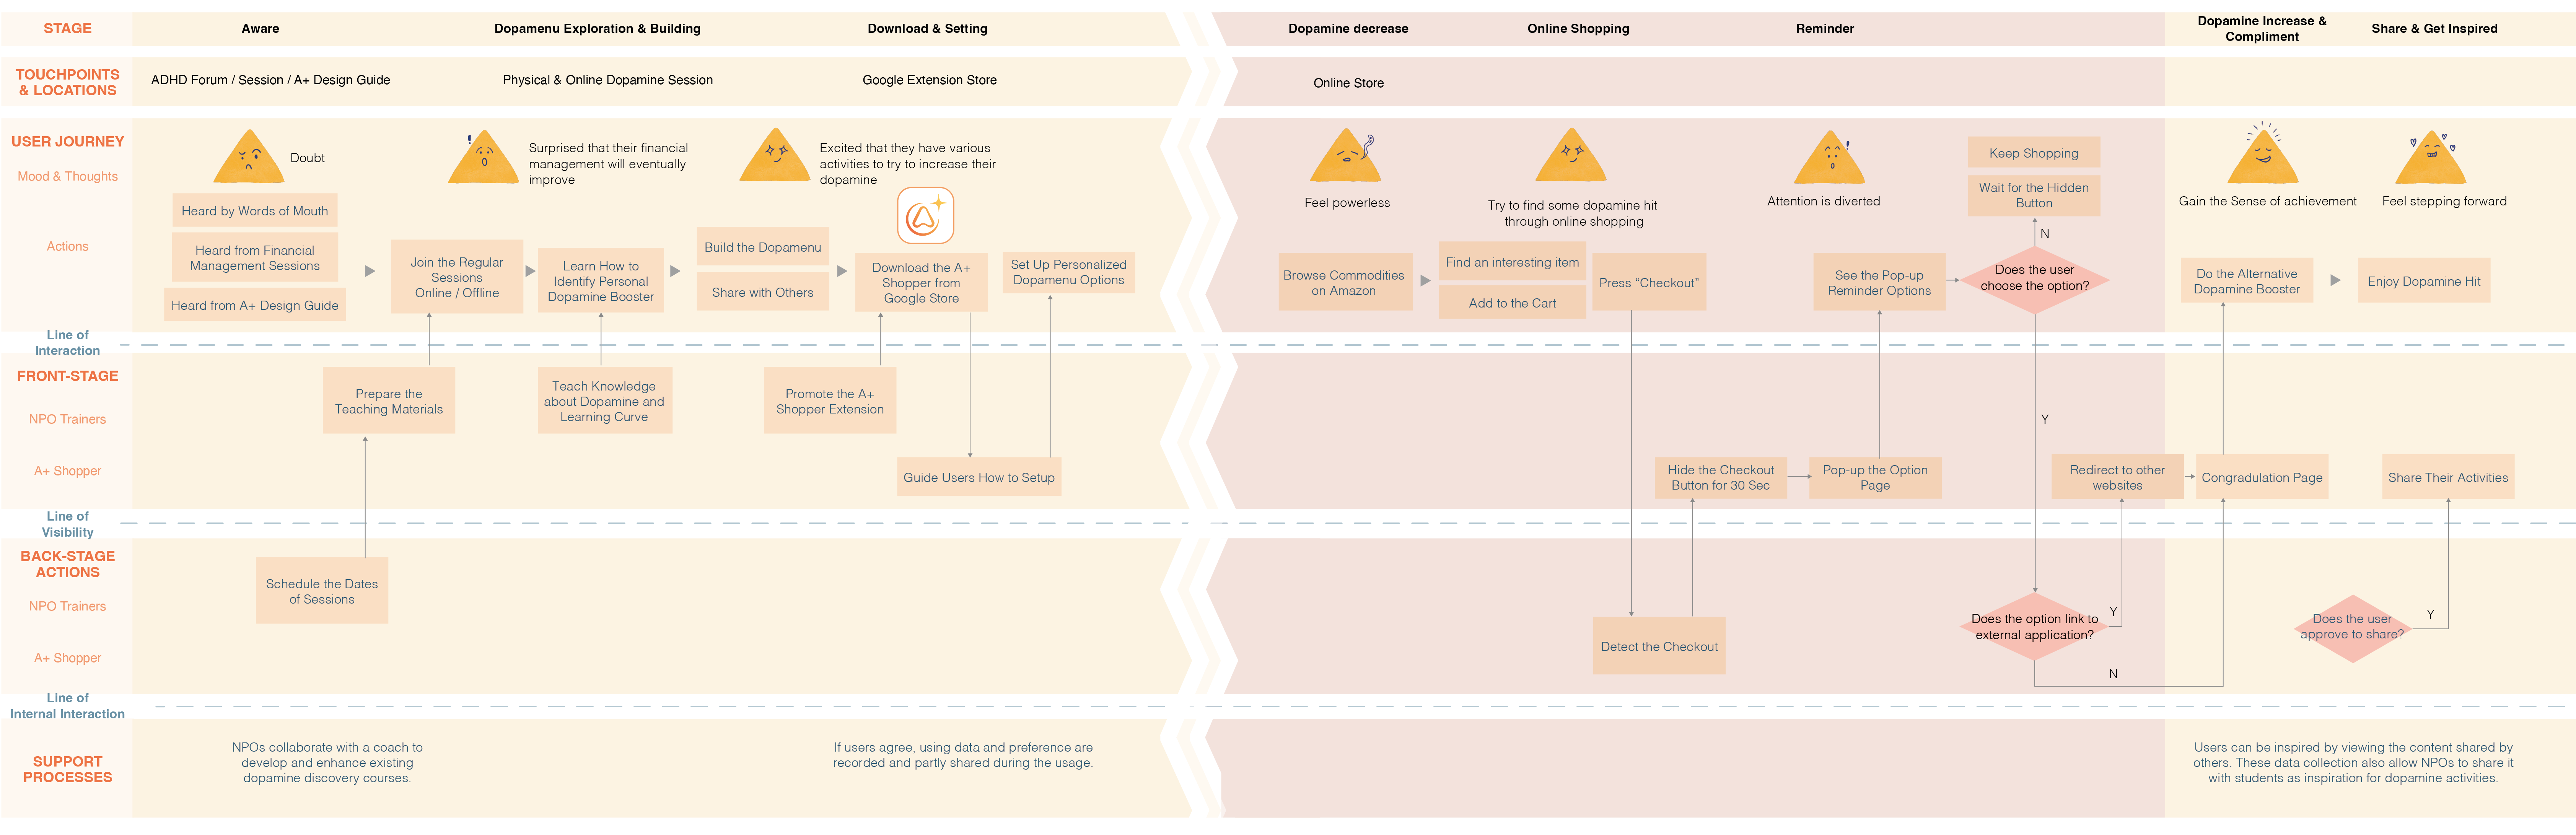 STAGE
Aware
Dopamenu Exploration & Building
Download & Setting
Dopamine decrease
Online Shopping
Reminder
Dopamine Increase &
Compliment
Share & Get Inspired
TOUCHPOINTS
& LOCATIONS
ADHD Forum / Session / A+ Design Guide
Physical & Online Dopamine Session
Google Extension Store
Online Store
USER JOURNEY
Mood & Thoughts
Doubt
Surprised that their financial
management will eventually
improve
Excited that they have various
activities to try to increase their
dopamine
Feel powerless
Try to find some dopamine hit
through online shopping
Attention is diverted
Gain the Sense of achievement
Feel stepping forward
Actions
Heard by Words of Mouth
Heard from Financial
Management Sessions
Heard from A+ Design Guide
Join the Regular
Sessions
Online / Offline
Learn How to
Identify Personal
Dopamine Booster
Build the Dopamenu
Share with Others
Download the A+
Shopper from
Google Store
Set Up Personalized
Dopamenu Options
Browse Commodities
on Amazon
Find an interesting item
Add to the Cart
Press “Checkout”
See the Pop-up
Reminder Options
Keep Shopping
Wait for the Hidden
Button
N
Does the user
choose the option?
Do the Alternative
Dopamine Booster
Enjoy Dopamine Hit
Line of
Interaction
FRONT-STAGE
NPO Trainers
Prepare the
Teaching Materials
Teach Knowledge
about Dopamine and
Learning Curve
Promote the A+
Shopper Extension
Y
A+ Shopper
Guide Users How to Setup
Hide the Checkout
Button for 30 Sec
Pop-up the Option
Page
Redirect to other
websites
Congradulation Page
Share Their Activities
Line of
Visibility
BACK-STAGE
ACTIONS
NPO Trainers
Schedule the Dates
of Sessions
A+ Shopper
Detect the Checkout
Does the option link to
external application?
Y
N
Does the user
approve to share?
Y
Line of
Internal Interaction
SUPPORT
PROCESSES
NPOs collaborate with a coach to
develop and enhance existing
dopamine discovery courses.
If users agree, using data and preference are
recorded and partly shared during the usage.
Users can be inspired by viewing the content shared by
others. These data collection also allow NPOs to share it
with students as inspiration for dopamine activities.